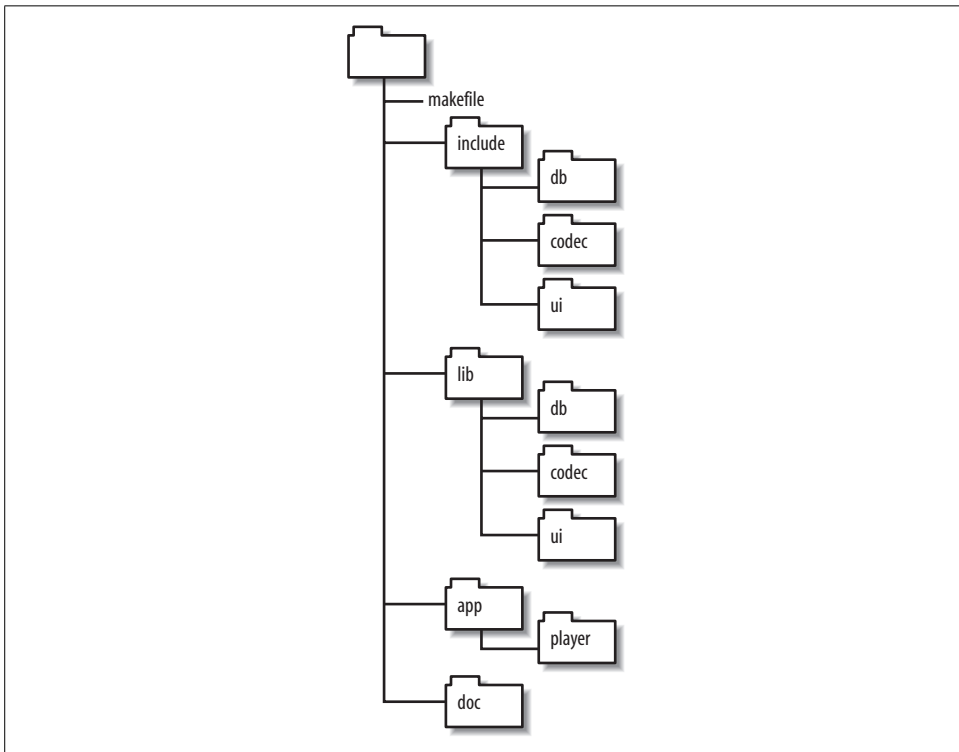 makefile
include
db
codec
ui
lib
db
codec
ui
app
player
doc